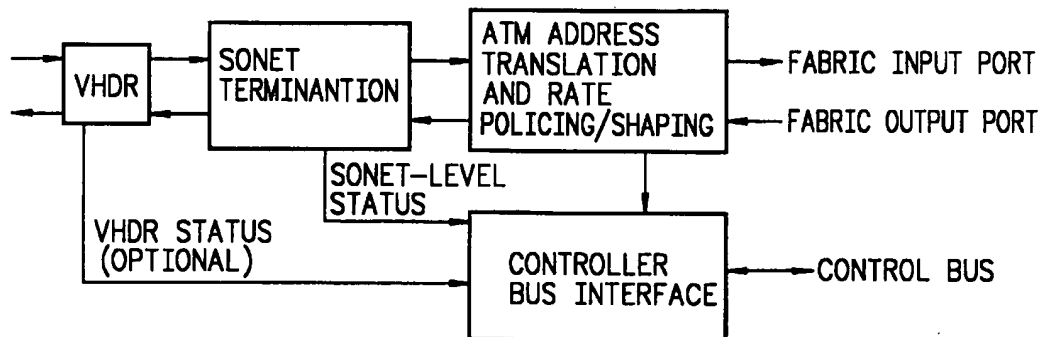 VHDR
SONET
TERMINANTION
ATM ADDRESS
TRANSLATION
AND RATE
POLICING/SHAPING
FABRIC INPUT PORT
FABRIC OUTPUT PORT
SONET-LEVEL
STATUS
VHDR STATUS
(OPTIONAL)
CONTROLLER
BUS INTERFACE
CONTROL BUS